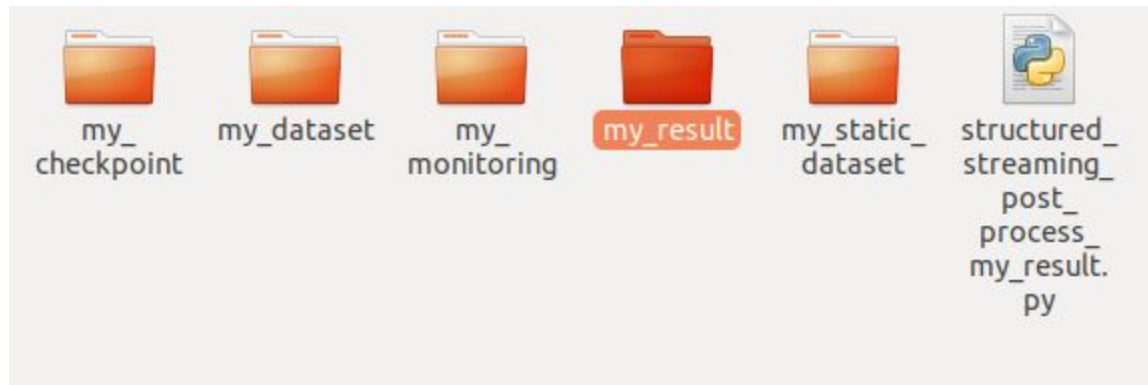 my_
checkpoint
my_dataset
my_
monitoring
my_result
my_static_
dataset
structured_
streaming_
post_
process_
my_result.
py